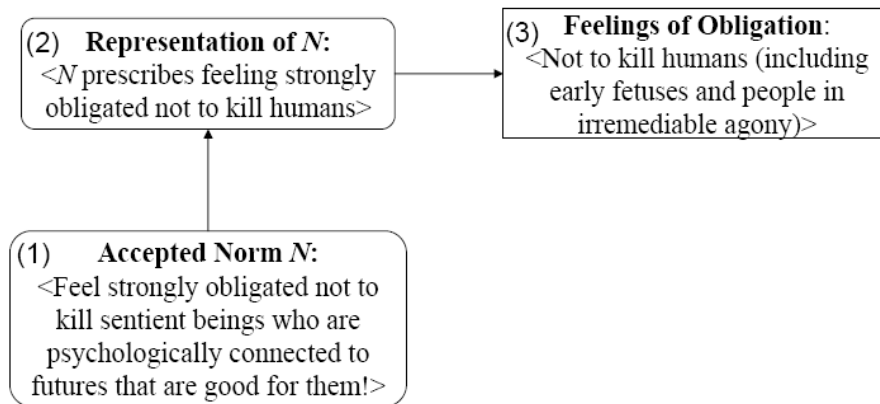 (2) Representation of N:
<N prescribes feeling strongly
obligated not to kill humans>
(3) Feelings of Obligation:
<Not to kill humans (including
early fetuses and people in
irremediable agony)>
(1) Accepted Norm N:
<Feel strongly obligated not to
kill sentient beings who are
psychologically connected to
futures that are good for them!>